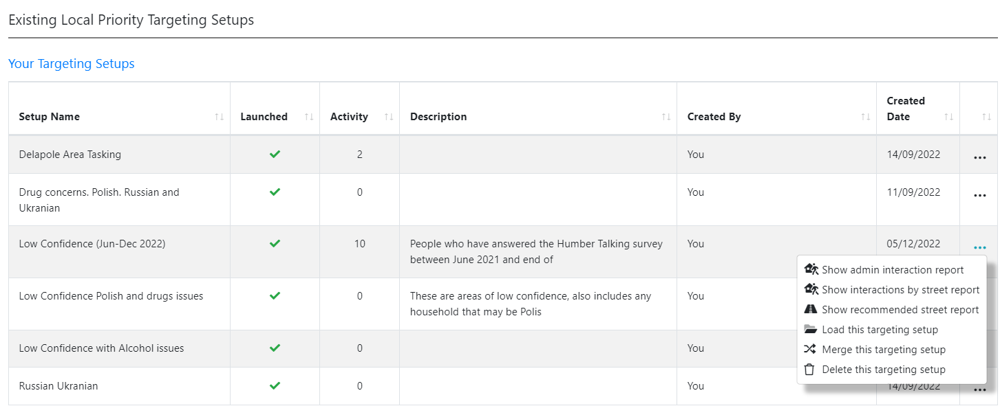 Existing Local Priority Targeting Setups
Your Targeting Setups
Setup Name
Launched
Activity
Description
Created By
Created
Date
Delapole Area Tasking
2
You
14/09/2022
Drug concerns. Polish. Russian and
Ukranian
0
You
11/09/2022
Low Confidence (Jun-Dec 2022)
10
People who have answered the Humber Talking survey
between June 2021 and end of
You
05/12/2022
Show admin interaction report
Show interactions by street report
Show recommended street report
Load this targeting setup
Merge this targeting setup
Delete this targeting setup
Low Confidence Polish and drugs issues
0
These are areas of low confidence, also includes any
household that may be Polis
You
Low Confidence with Alcohol issues
0
You
Russian Ukranian
0
You
14/09/2022